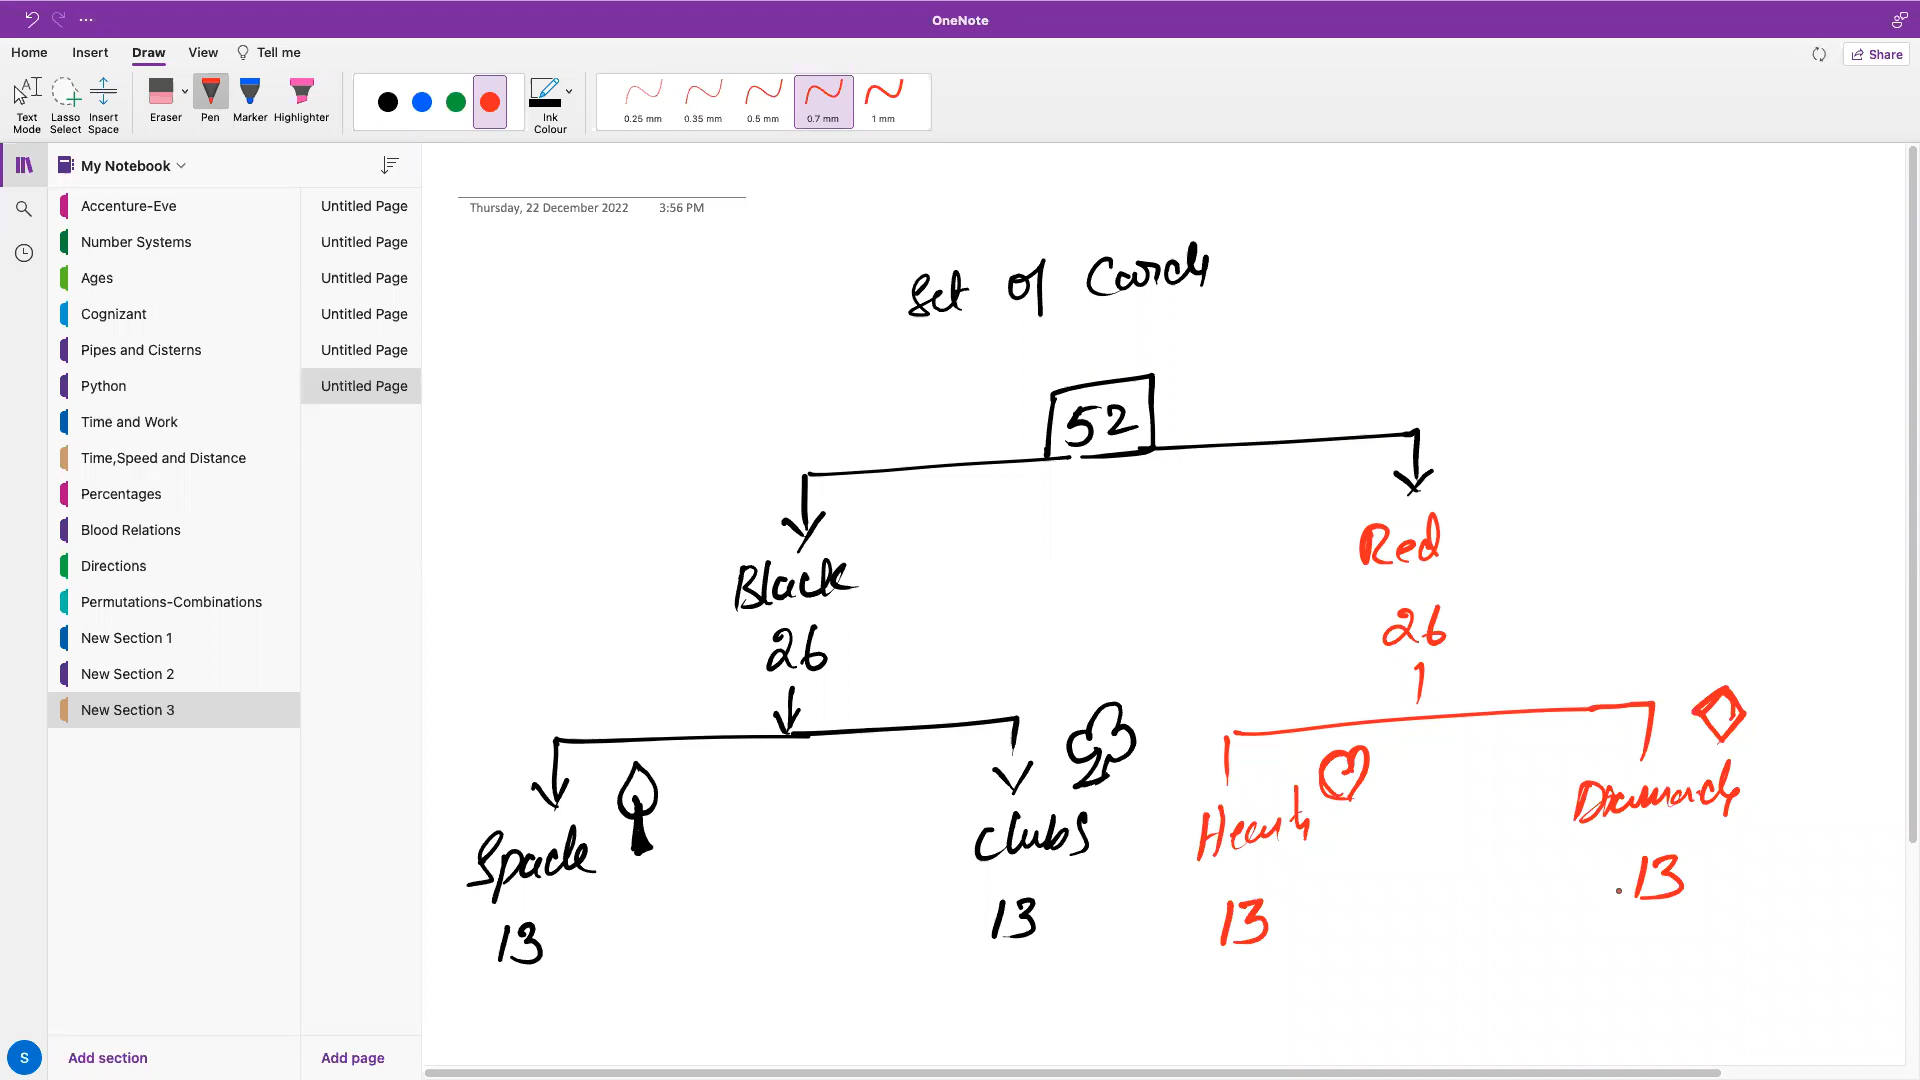 OneNote
Home Insert Draw View Tell me
Share
Text Mode
Lasso Select
Insert Space
Eraser
Pen
Marker
Highlighter
Ink Colour
0.25 mm
0.35 mm
0.5 mm
0.7 mm
1 mm
My Notebook
Accenture-Eve
Number Systems
Ages
Cognizant
Pipes and Cisterns
Python
Time and Work
Time,Speed and Distance
Percentages
Blood Relations
Directions
Permutations-Combinations
New Section 1
New Section 2
New Section 3
Add section
Untitled Page
Untitled Page
Untitled Page
Untitled Page
Untitled Page
Untitled Page
Add page
S
Thursday, 22 December 2022 3:56 PM
Set of Cards
52
Black
26
Red
26
Spade
13
Clubs
13
Hearts
13
Diamonds
13